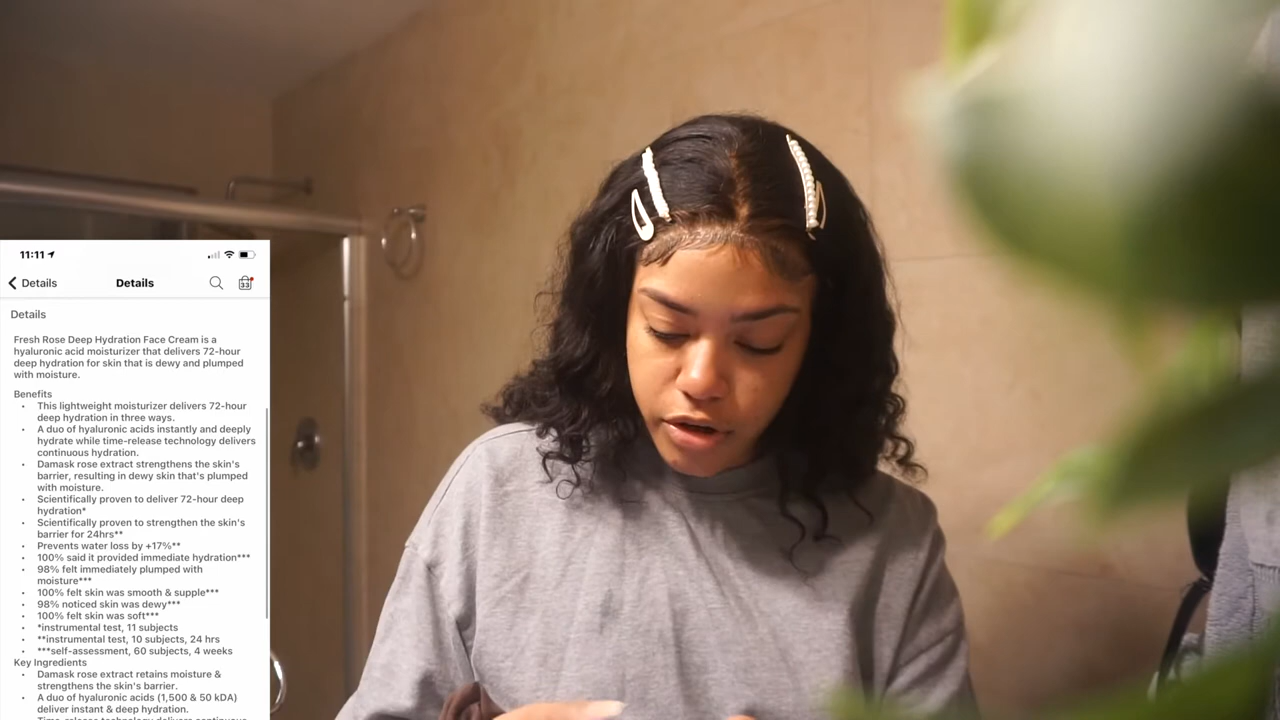 11:11
Details
Details
33
Details
Fresh Rose Deep Hydration Face Cream is a
hyaluronic acid moisturizer that delivers 72-hour
deep hydration for skin that is dewy and plumped
with moisture.
Benefits
• This lightweight moisturizer delivers 72-hour
deep hydration in three ways.
• A duo of hyaluronic acids instantly and deeply
hydrate while time-release technology delivers
continuous hydration.
• Damask rose extract strengthens the skin's
barrier, resulting in dewy skin that's plumped
with moisture.
• Scientifically proven to deliver 72-hour deep
hydration*
• Scientifically proven to strengthen the skin's
barrier for 24hrs**
• Prevents water loss by +17%**
• 100% said it provided immediate hydration***
• 98% felt immediately plumped with
moisture***
• 100% felt skin was smooth & supple***
• 98% noticed skin was dewy***
• 100% felt skin was soft***
• *instrumental test, 11 subjects
• **instrumental test, 10 subjects, 24 hrs
• ***self-assessment, 60 subjects, 4 weeks
Key Ingredients
• Damask rose extract retains moisture &
strengthens the skin's barrier.
• A duo of hyaluronic acids (1,500 & 50 kDA)
deliver instant & deep hydration.
• Time-release technology delivers continuous